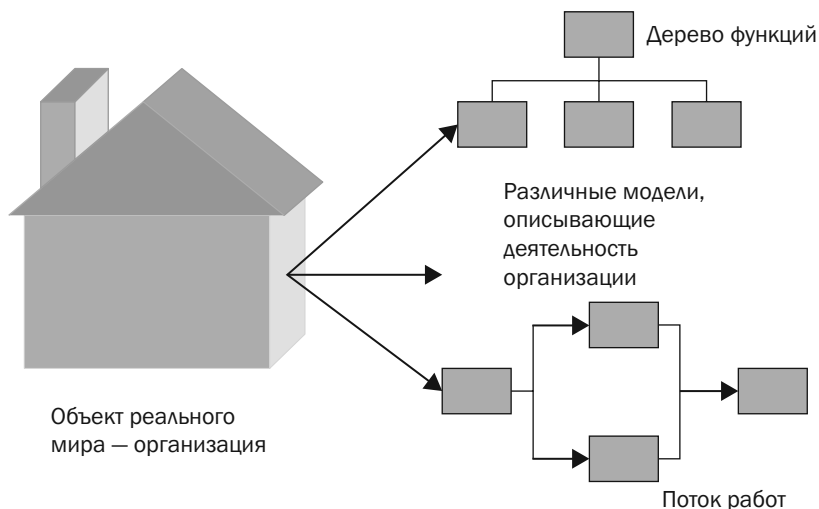 Дерево функций
Различные модели,
описывающие
деятельность
организации
Объект реального
мира — организация
Поток работ